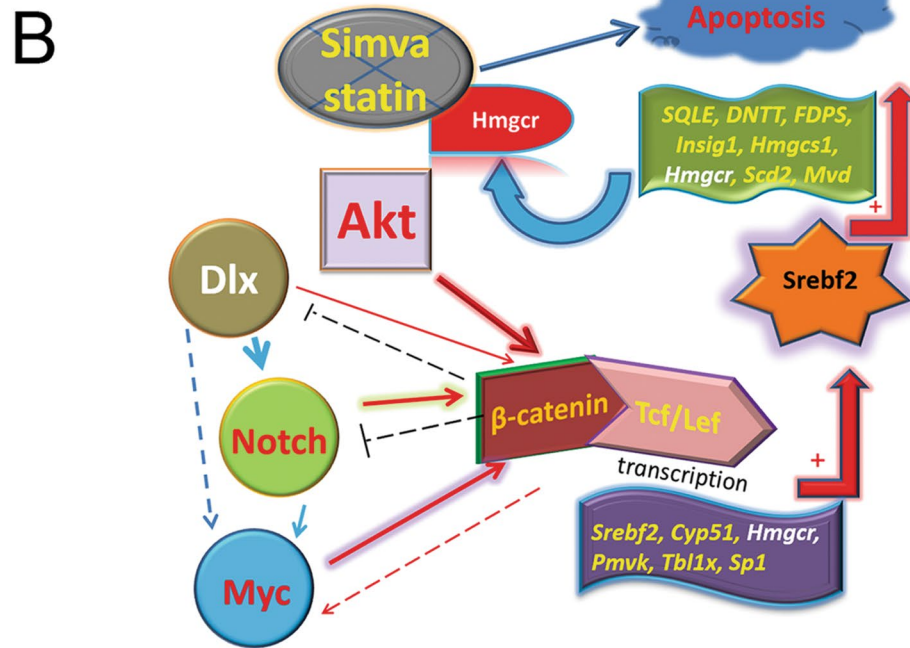 B
Simva
statin
Apoptosis
Hmgcr
SQLE, DNTT, FDPS,
Insig1, Hmgcs1,
Hmgcr, Scd2, Mvd
+
Akt
Dlx
Srebf2
Notch
β-catenin
Tcf/Lef
transcription
+
Srebf2, Cyp51, Hmgcr,
Pmvk, Tbl1x, Sp1
Myc